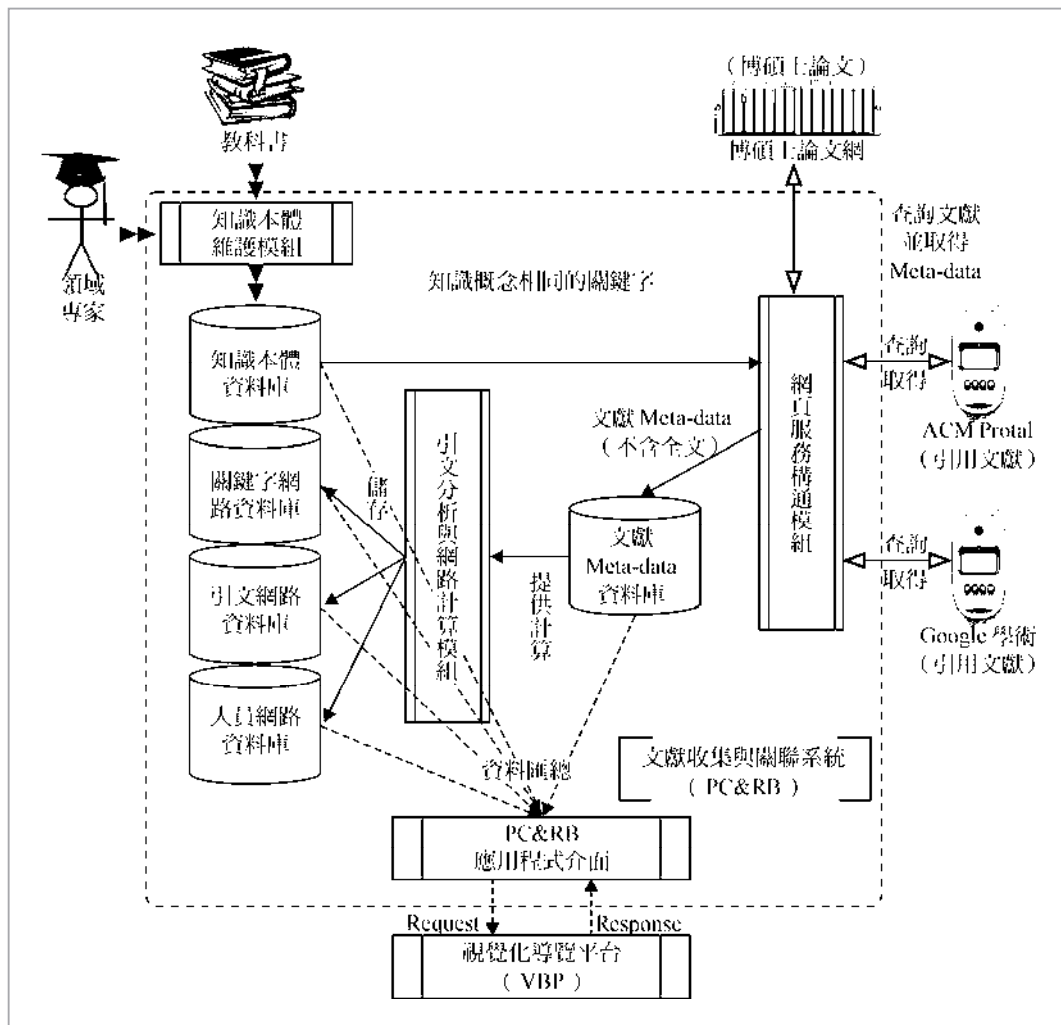 (博碩士論文)
教科書
博碩士論文網
知識本體
維護模組
查詢文獻
並取得
Meta-data
領域
專家
知識概念相同的關鍵字
知識本體
資料庫
查詢
取得
ACM Protal
(引用文獻)
文獻 Meta-data
(不含全文)
網頁服務構通模組
引文分析與網路計算模組
儲存
關鍵字網
路資料庫
文獻
Meta-data
資料庫
提供計算
查詢
取得
Google 學術
(引用文獻)
引文網路
資料庫
人員網路
資料庫
資料匯總
文獻收集與關聯系統
( PC&RB )
PC&RB
應用程式介面
Request
Response
視覺化導覽平台
( VBP )